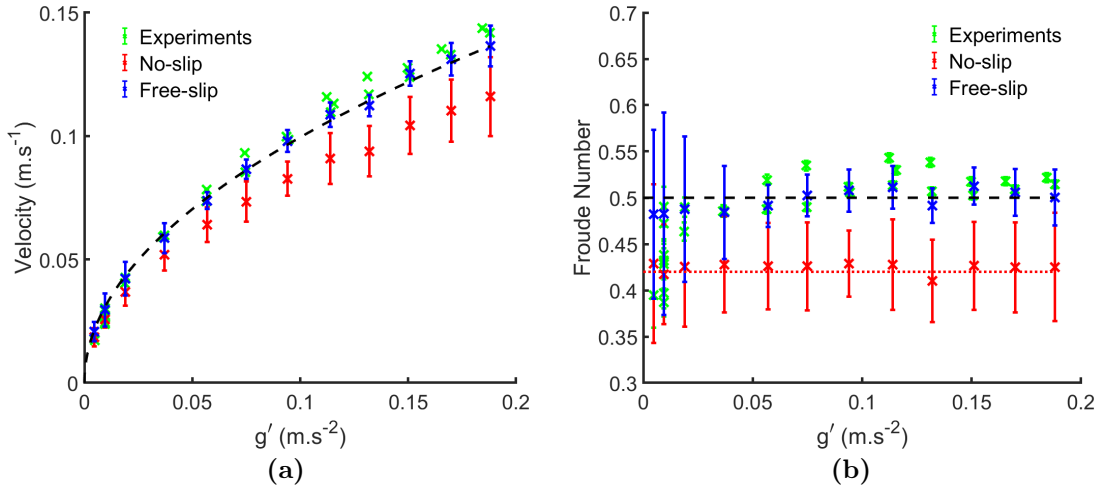 0.15
0.1
0.05
0
Velocity (m.s-1)
Experiments
No-slip
Free-slip
0 0.05 0.1 0.15 0.2
g′ (m.s-2)
(a)
0.7
0.65
0.6
0.55
0.5
0.45
0.4
0.35
0.3
Froude Number
Experiments
No-slip
Free-slip
0 0.05 0.1 0.15 0.2
g′ (m.s-2)
(b)